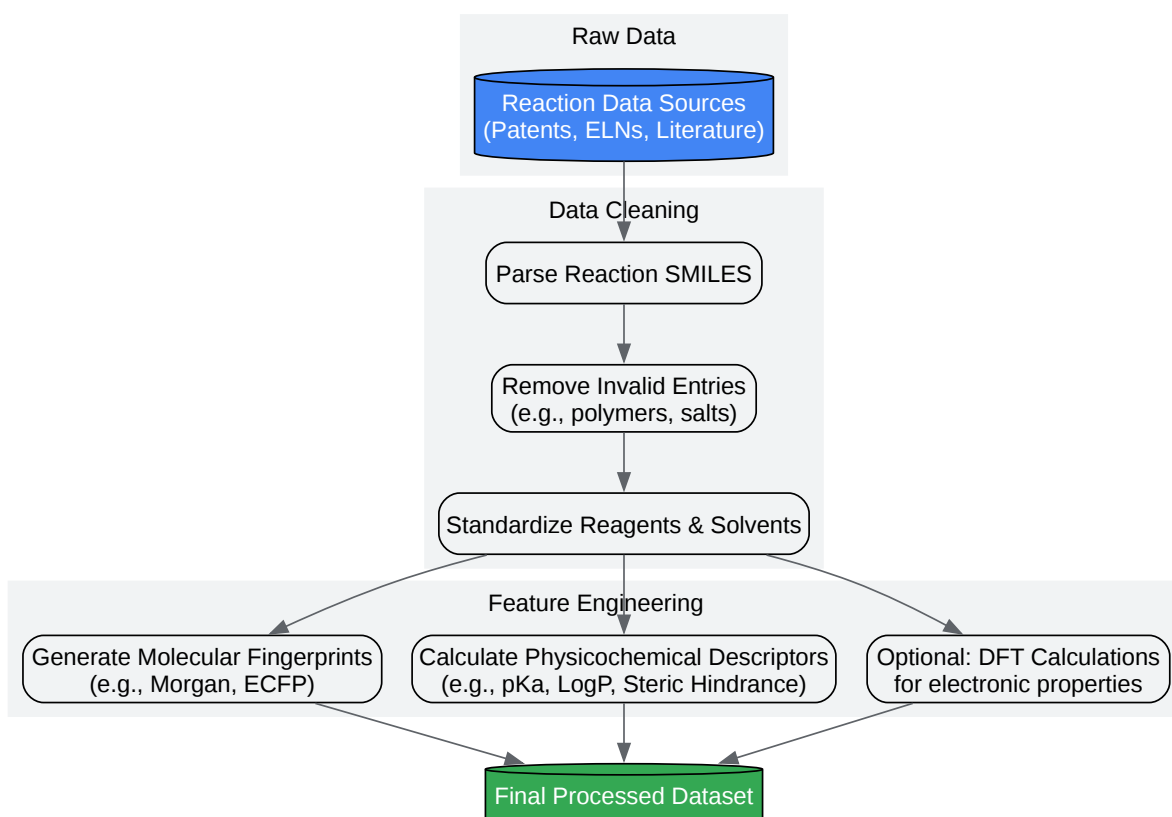 Raw Data
Reaction Data Sources
(Patents, ELNs, Literature)
Data Cleaning
Parse Reaction SMILES
Remove Invalid Entries
(e.g., polymers, salts)
Standardize Reagents & Solvents
Feature Engineering
Generate Molecular Fingerprints
(e.g., Morgan, ECFP)
Calculate Physicochemical Descriptors
(e.g., pKa, LogP, Steric Hindrance)
Optional: DFT Calculations
for electronic properties
Final Processed Dataset